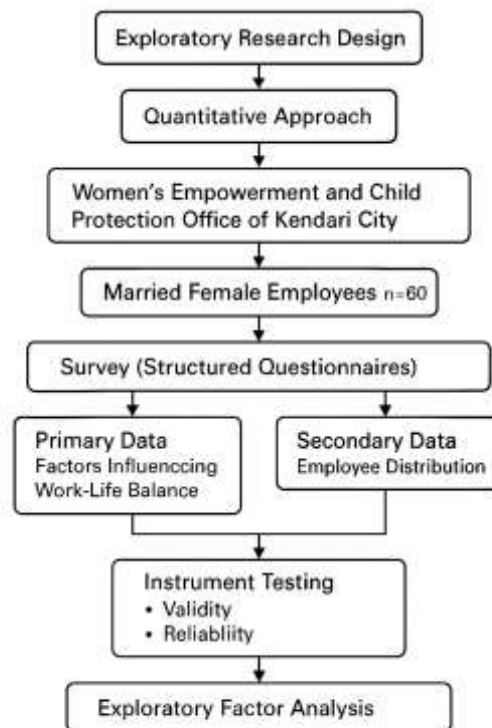 Exploratory Research Design
Quantitative Approach
Women's Empowerment and Child
Protection Office of Kendari City
Married Female Employees n=60
Survey (Structured Questionnaires)
Primary Data
Factors Influenccing
Work-Life Balance
Secondary Data
Employee Distribution
Instrument Testing
• Validity
• Reliabliity
Exploratory Factor Analysis